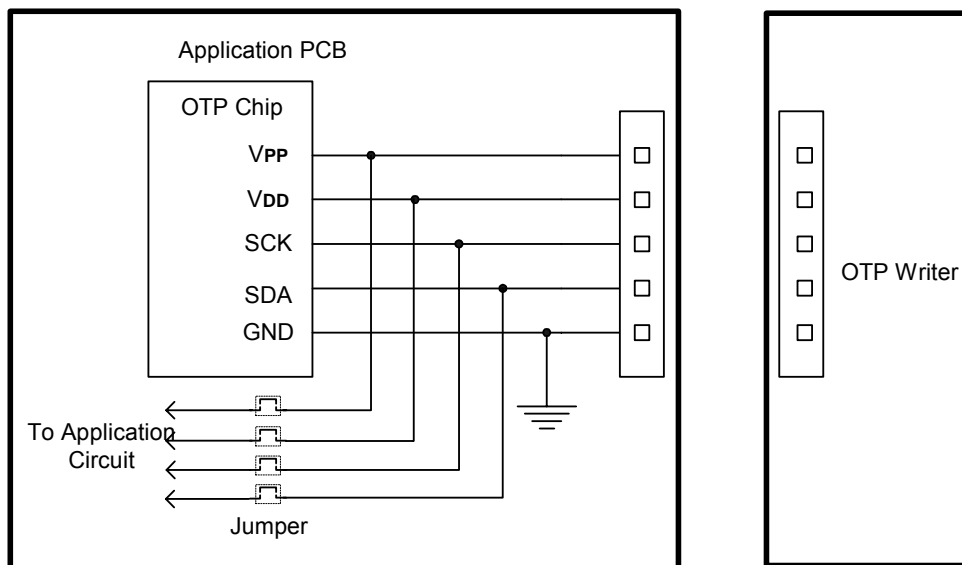 Application PCB
OTP Chip
VPP
VDD
SCK
SDA
GND
OTP Writer
To Application
Circuit
Jumper